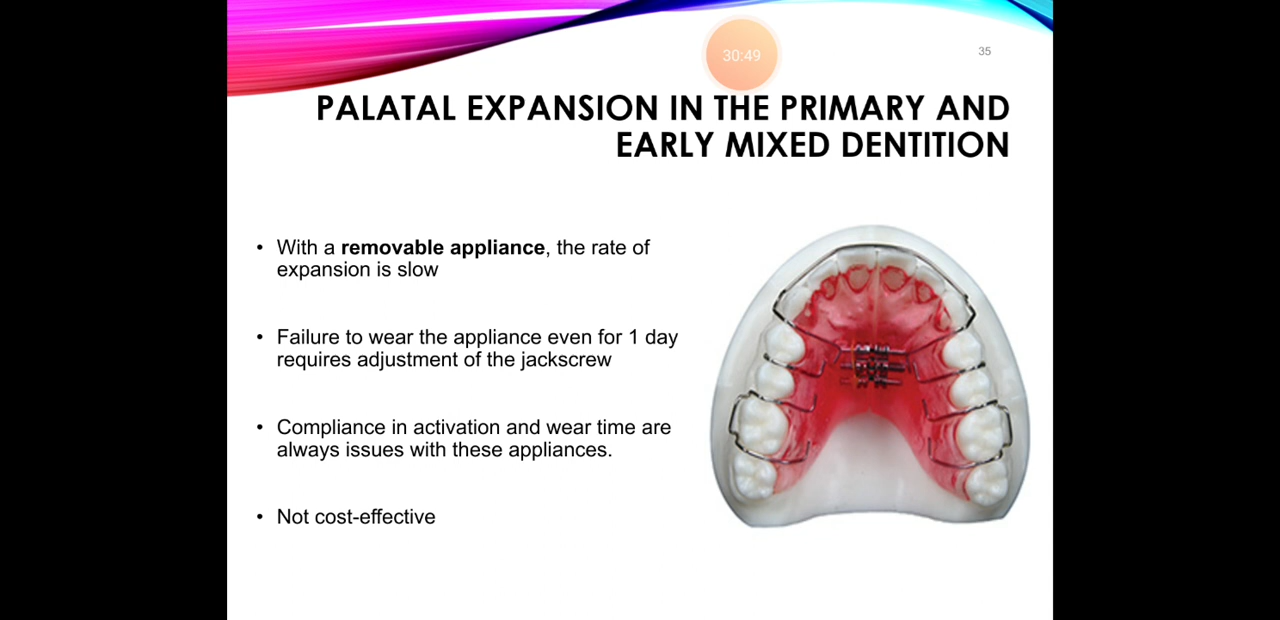 30:49
35
PALATAL EXPANSION IN THE PRIMARY AND
EARLY MIXED DENTITION
• With a removable appliance, the rate of
expansion is slow
• Failure to wear the appliance even for 1 day
requires adjustment of the jackscrew
• Compliance in activation and wear time are
always issues with these appliances.
• Not cost-effective